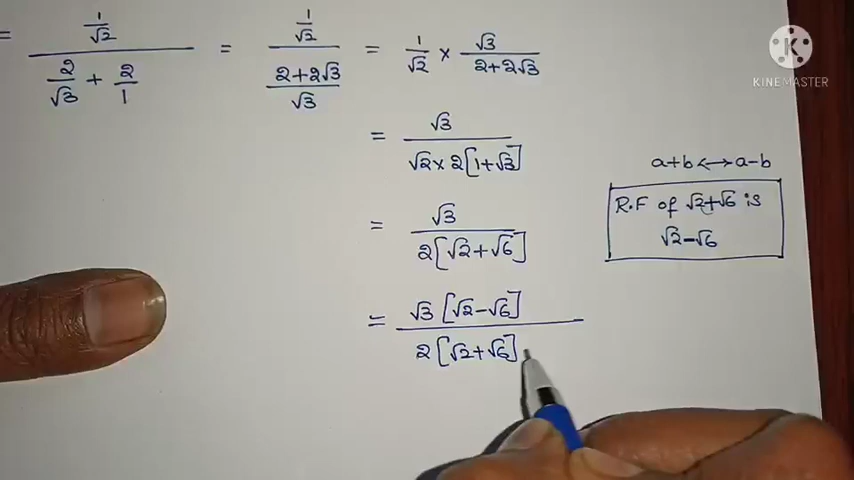 = (1/√2) / (2/√3 + 2/1) = (1/√2) / ((2+2√3)/√3) = 1/√2 × √3/(2+2√3)
= √3 / (√2 × 2[1+√3])
a+b ⟷ a-b
R.F of √2+√6 is
√2-√6
= √3 / (2[√2+√6])
= √3[√2-√6] / (2[√2+√6])
KINEMASTER